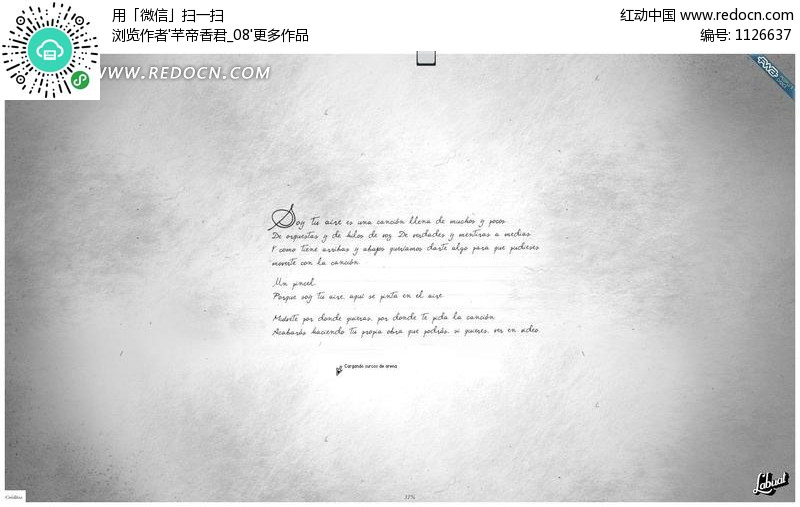 用「微信」扫一扫
浏览作者'芊帝香君_08'更多作品
红动中国 www.redocn.com
编号: 1126637
WWW.REDOCN.COM
FWA
Soy tu aire es una canción llena de muchos y pocos
De orquestas y de hilos de voz. De verdades y mentiras a medias
Y como tiene arribas y abajos queríamos darte algo para que pudieses
moverte con la canción
Un pincel.
Porque soy tu aire, aquí se pinta en el aire
Muévete por donde quieras, por donde te pida la canción
Acabarás haciendo tu propia obra que podrás, si quieres, ver en video.
Cargando cursor de arena
Créditos
37%
Labuat